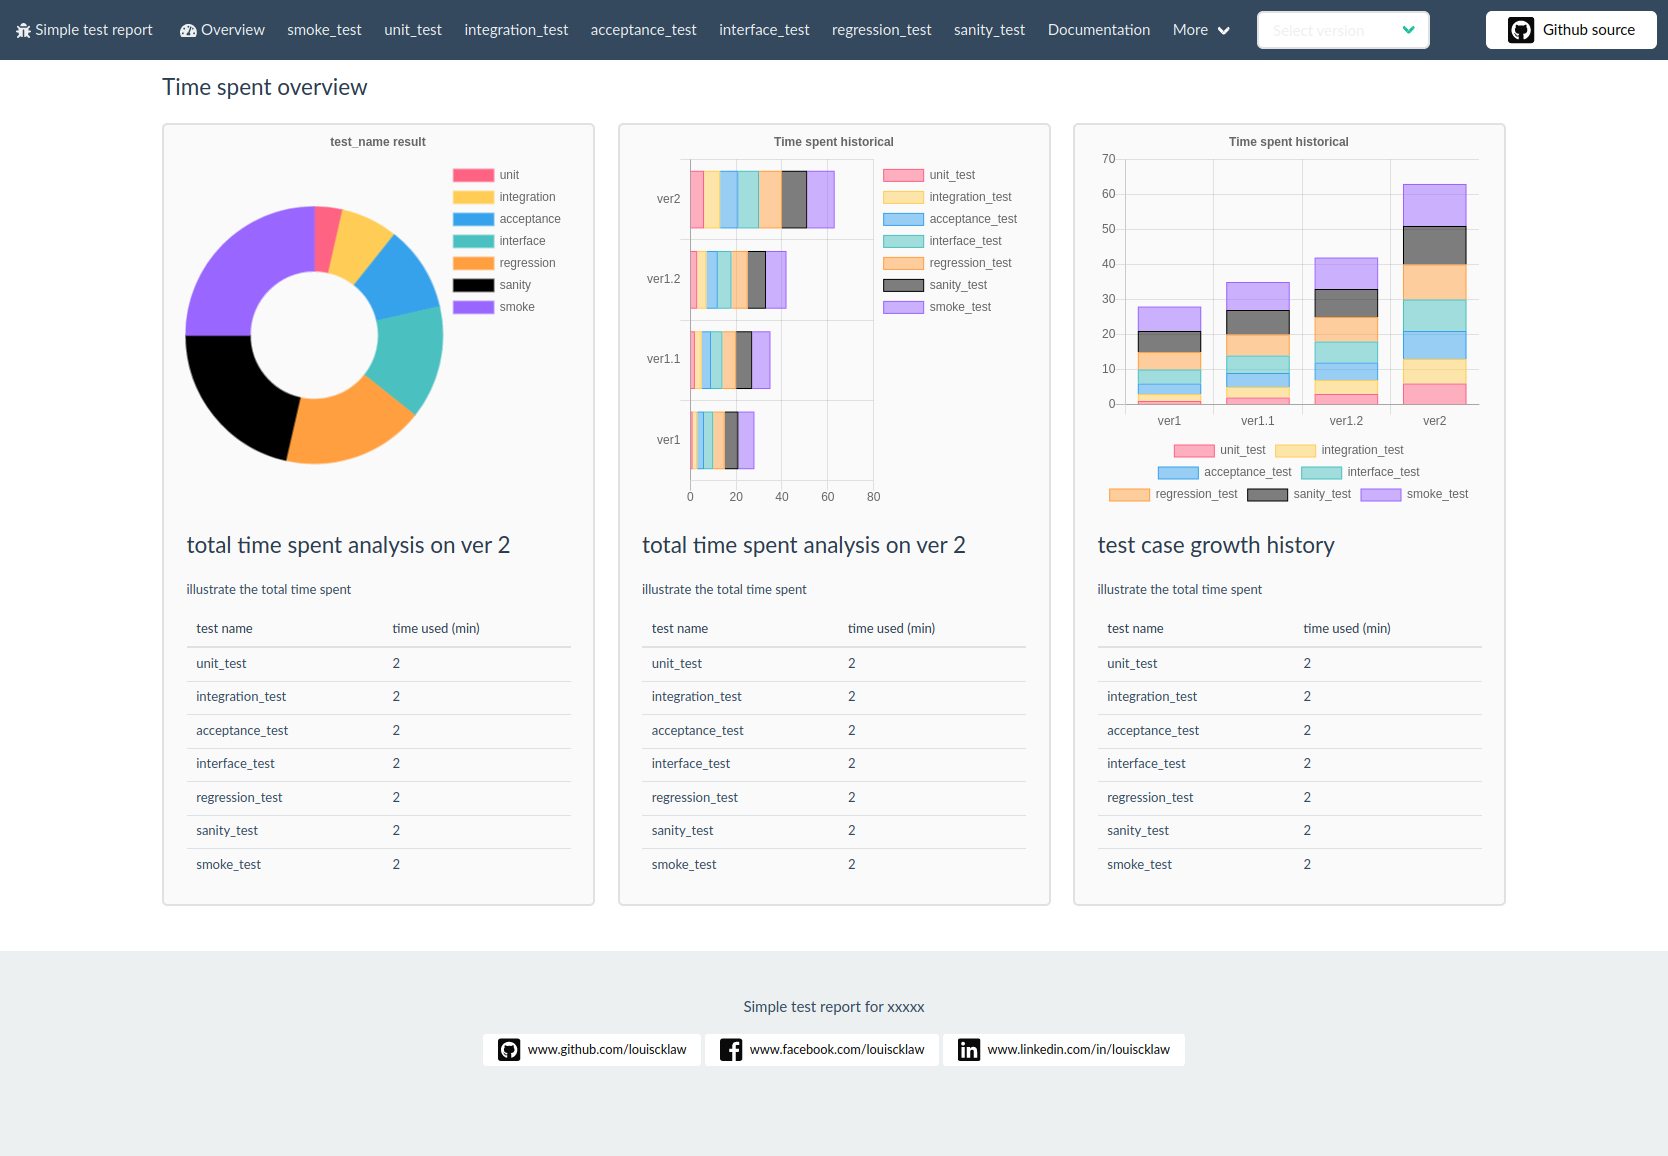 Simple test report Overview smoke_test unit_test integration_test acceptance_test interface_test regression_test sanity_test Documentation More Select version Github source
Time spent overview
test_name result
unit
integration
acceptance
interface
regression
sanity
smoke
total time spent analysis on ver 2
illustrate the total time spent
test name time used (min)
unit_test 2
integration_test 2
acceptance_test 2
interface_test 2
regression_test 2
sanity_test 2
smoke_test 2
Time spent historical
ver2
ver1.2
ver1.1
ver1
0 20 40 60 80
unit_test
integration_test
acceptance_test
interface_test
regression_test
sanity_test
smoke_test
total time spent analysis on ver 2
illustrate the total time spent
test name time used (min)
unit_test 2
integration_test 2
acceptance_test 2
interface_test 2
regression_test 2
sanity_test 2
smoke_test 2
Time spent historical
70
60
50
40
30
20
10
0
ver1 ver1.1 ver1.2 ver2
unit_test integration_test
acceptance_test interface_test
regression_test sanity_test smoke_test
test case growth history
illustrate the total time spent
test name time used (min)
unit_test 2
integration_test 2
acceptance_test 2
interface_test 2
regression_test 2
sanity_test 2
smoke_test 2
Simple test report for xxxxx
www.github.com/louiscklaw www.facebook.com/louiscklaw www.linkedin.com/in/louiscklaw